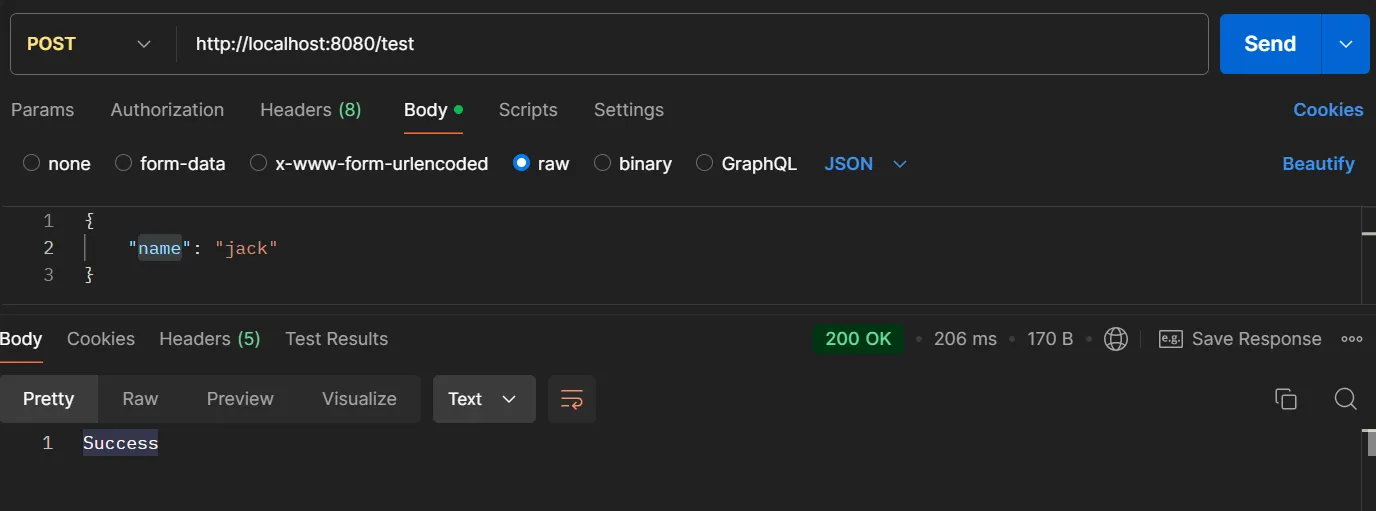 POST http://localhost:8080/test Send
Params Authorization Headers (8) Body Scripts Settings Cookies
none form-data x-www-form-urlencoded raw binary GraphQL JSON Beautify
1 {
2 "name": "jack"
3 }
Body Cookies Headers (5) Test Results 200 OK • 206 ms • 170 B • e.g. Save Response
Pretty Raw Preview Visualize Text
1 Success